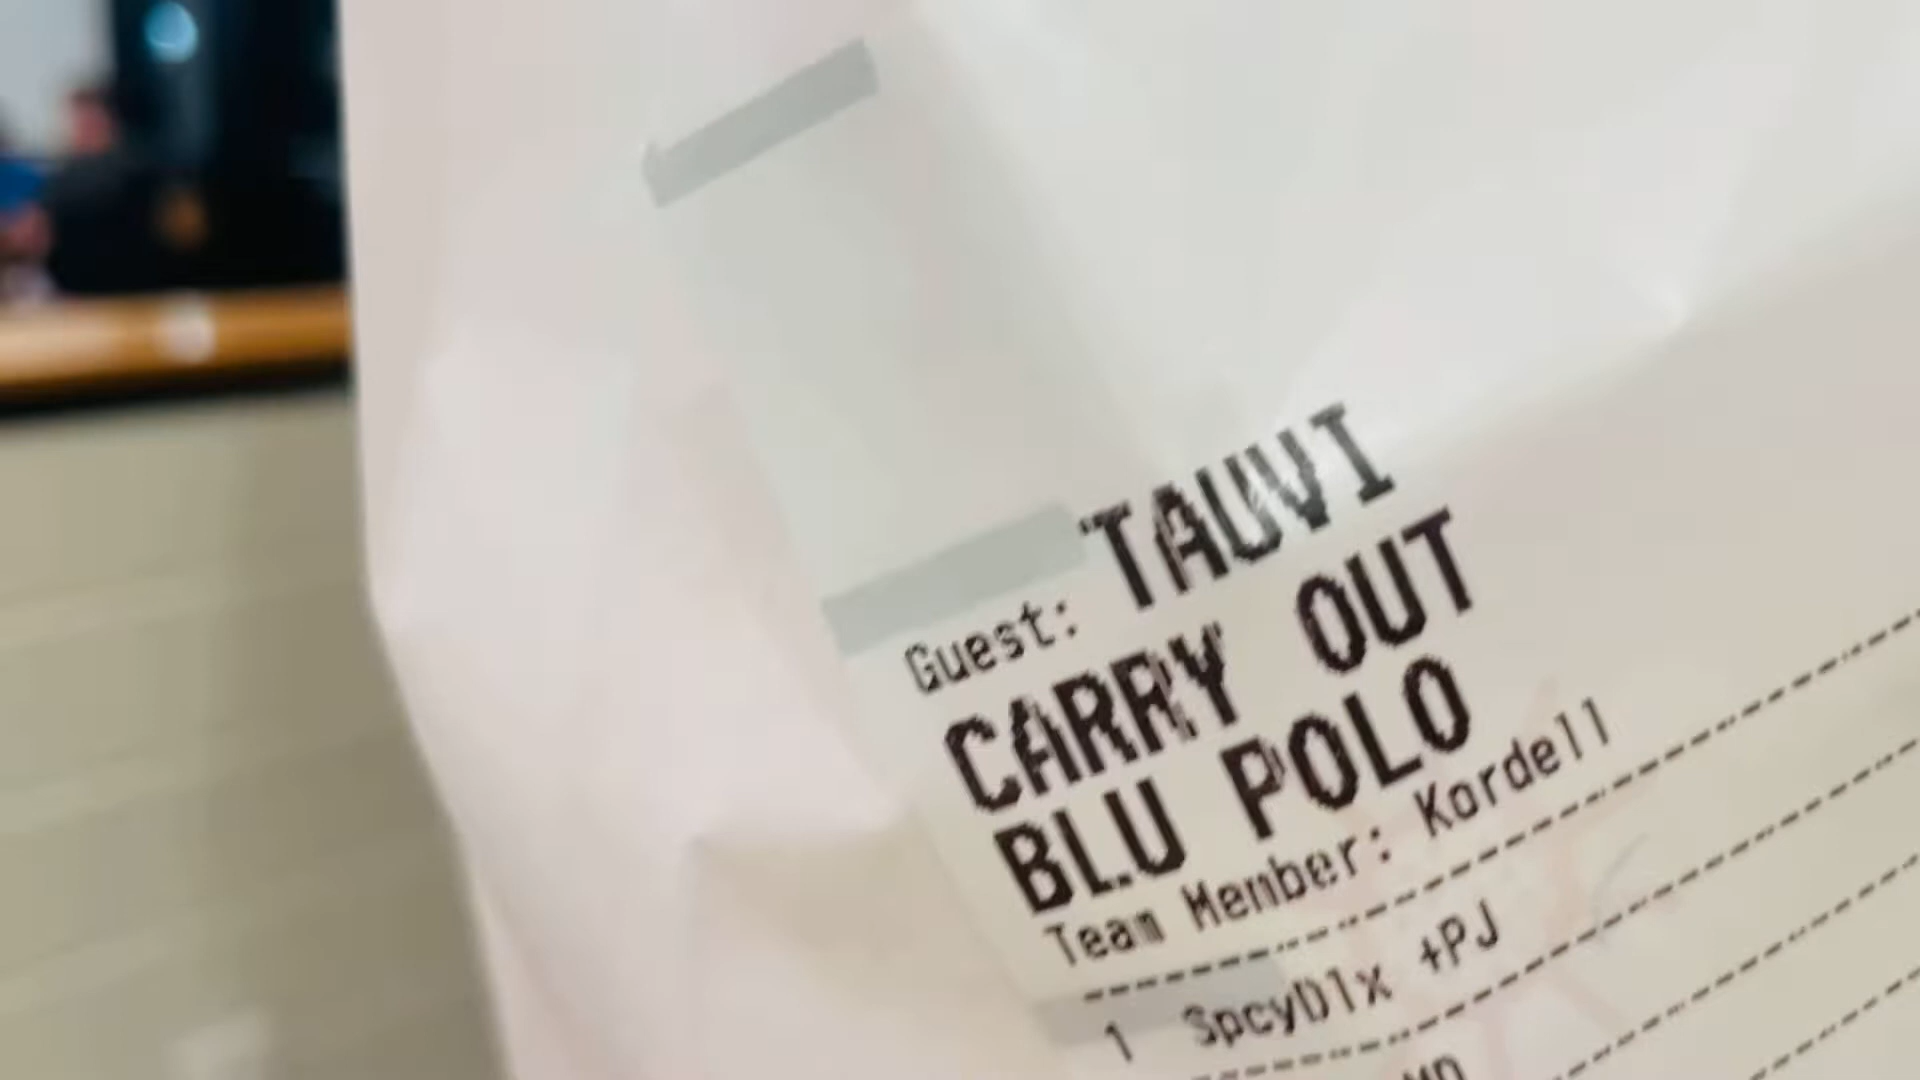 Guest: TAUVI
CARRY OUT
BLU POLO
Team Member: Kordell
1 SpcyDlx +PJ